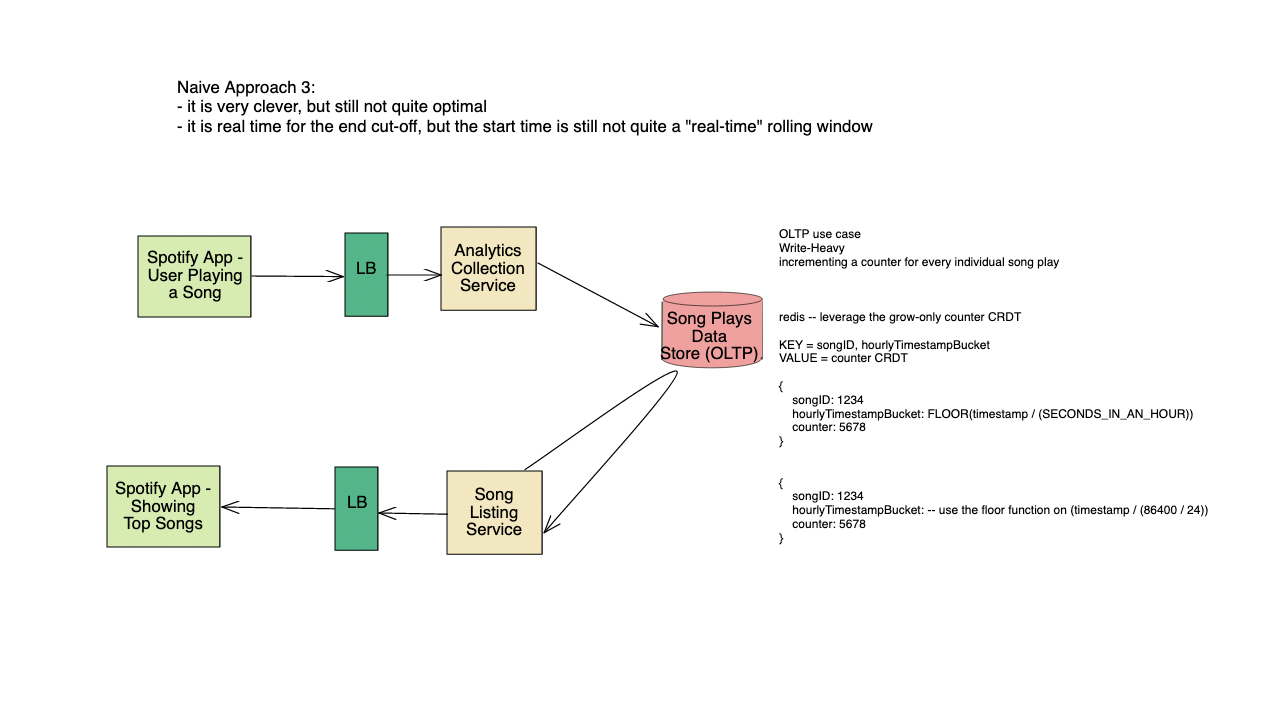 Naive Approach 3:
- it is very clever, but still not quite optimal
- it is real time for the end cut-off, but the start time is still not quite a "real-time" rolling window
Spotify App -
User Playing
a Song
LB
Analytics
Collection
Service
Song Plays
Data
Store (OLTP)
OLTP use case
Write-Heavy
incrementing a counter for every individual song play
redis -- leverage the grow-only counter CRDT
KEY = songID, hourlyTimestampBucket
VALUE = counter CRDT
{
songID: 1234
hourlyTimestampBucket: FLOOR(timestamp / (SECONDS_IN_AN_HOUR))
counter: 5678
}
{
songID: 1234
hourlyTimestampBucket: -- use the floor function on (timestamp / (86400 / 24))
counter: 5678
}
Spotify App -
Showing
Top Songs
LB
Song
Listing
Service